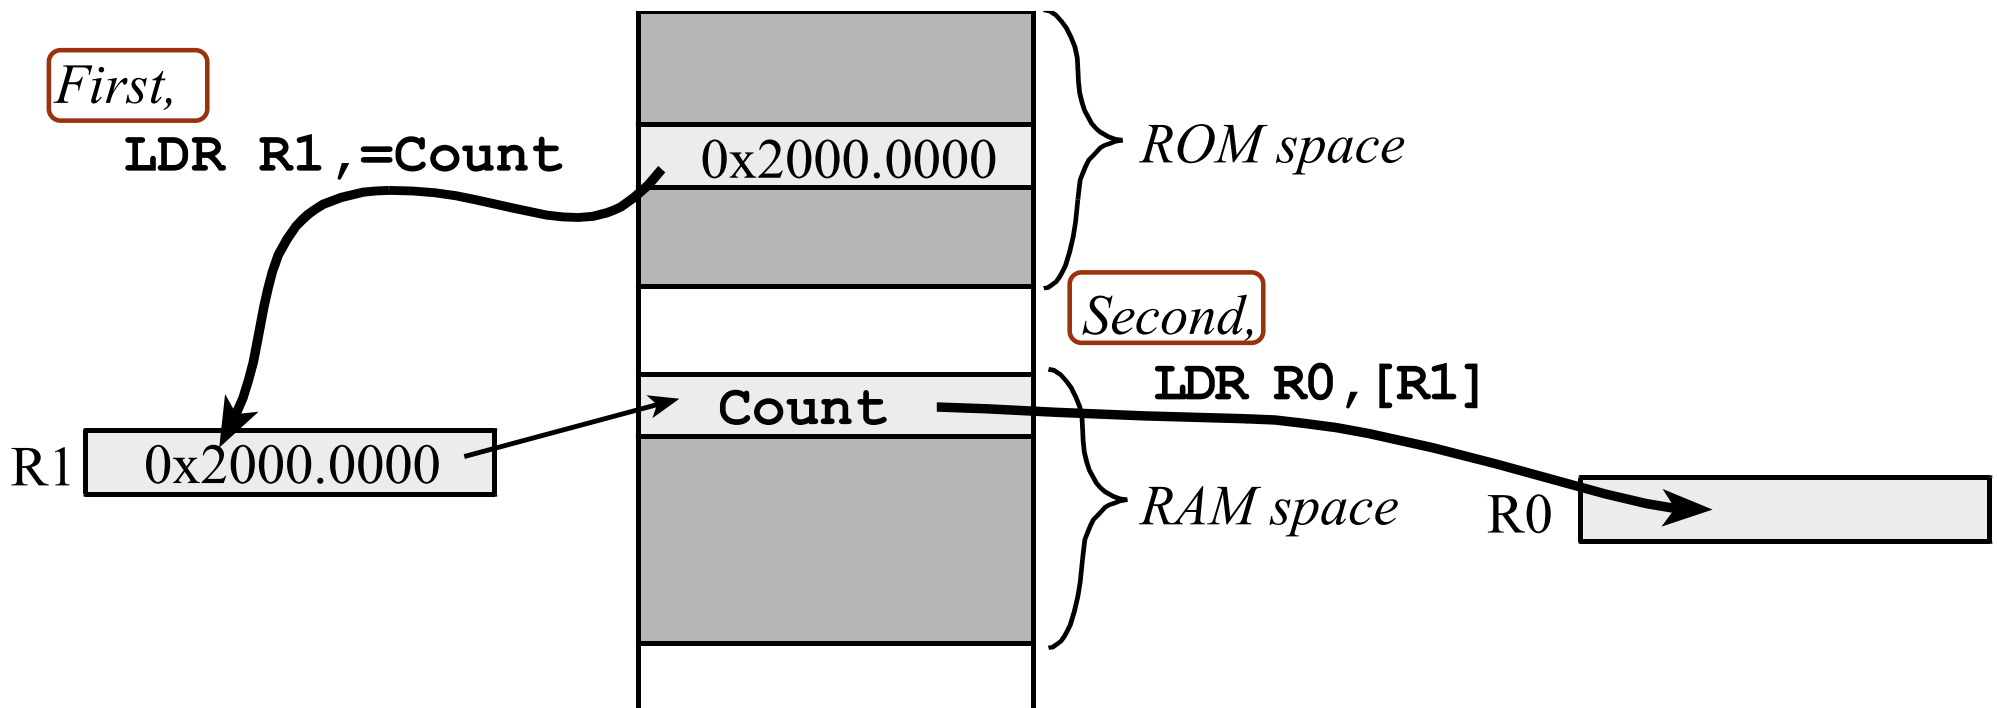 First,
LDR R1,=Count
0x2000.0000
ROM space
Second,
LDR R0,[R1]
Count
R1
0x2000.0000
RAM space
R0